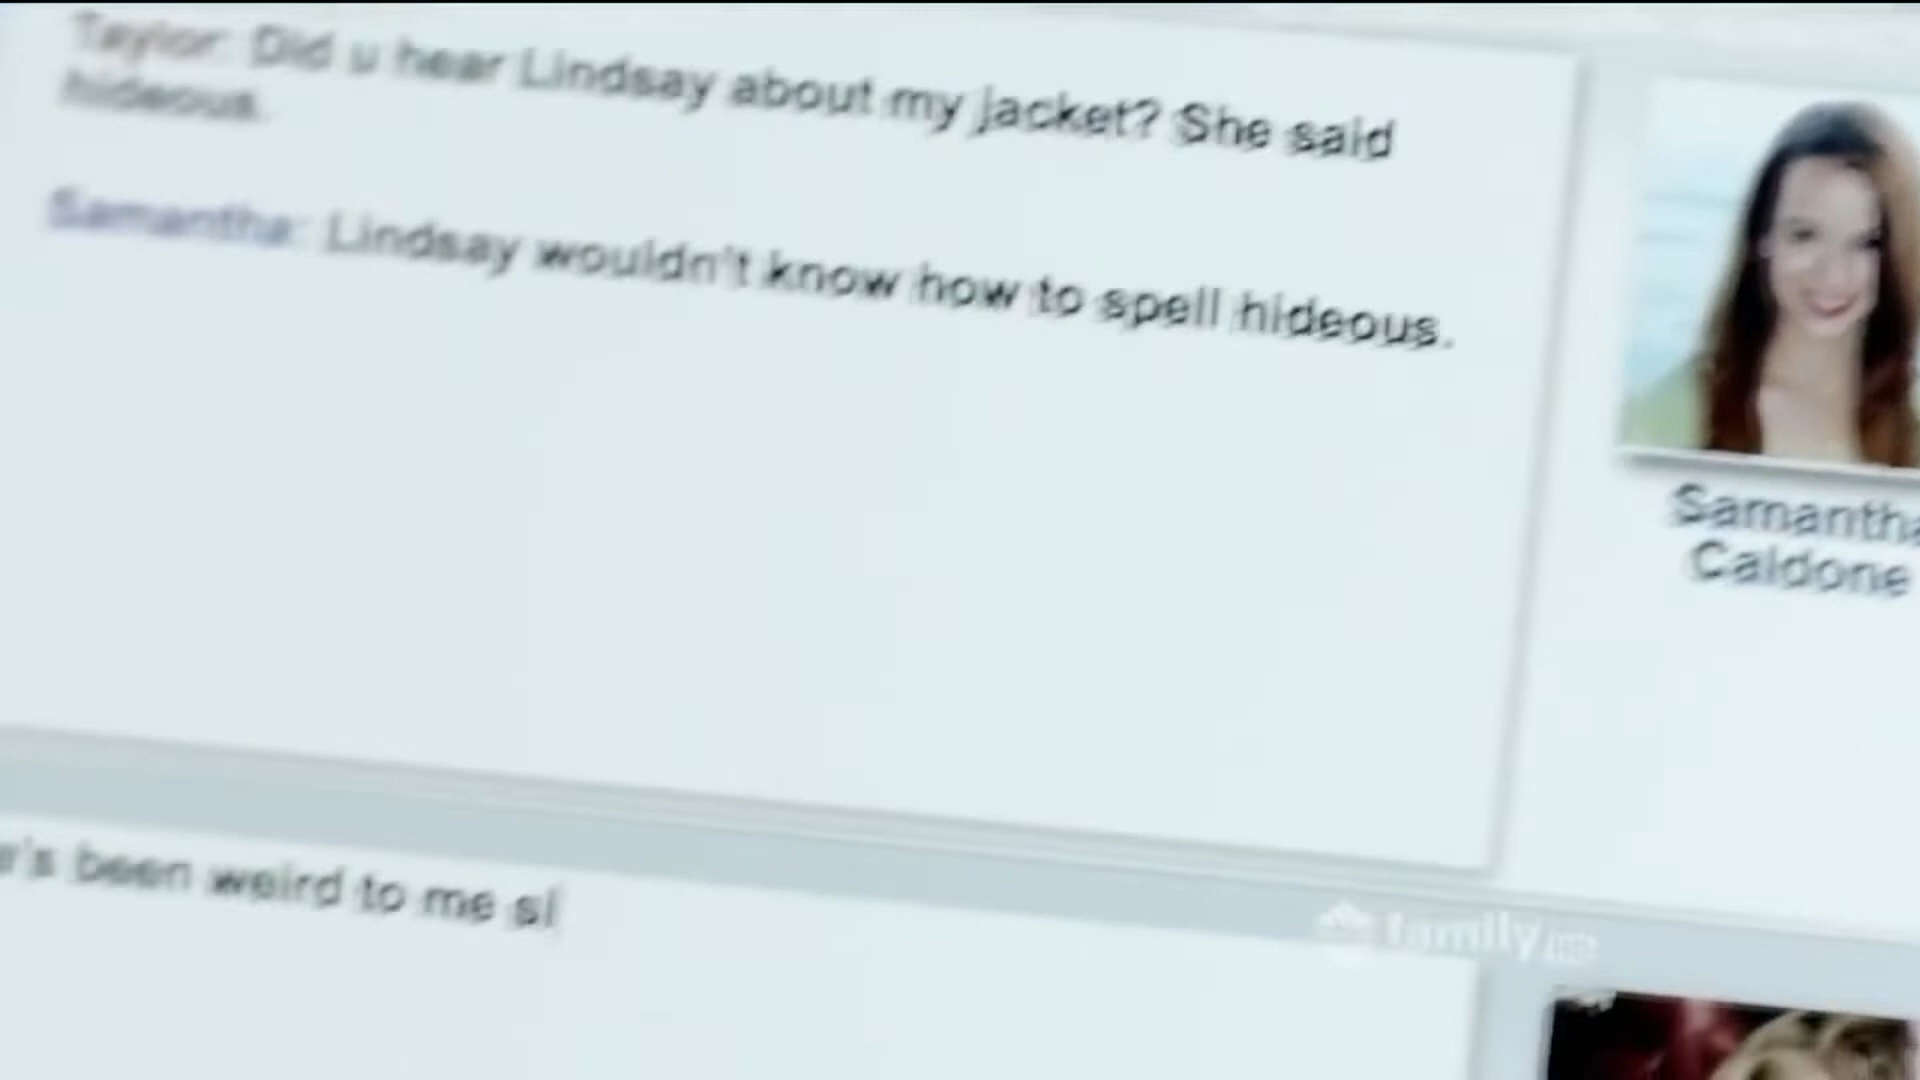 Taylor: Did u hear Lindsay about my jacket? She said
hideous.
Samantha: Lindsay wouldn't know how to spell hideous.
Samantha
Caldone
's been weird to me si
family